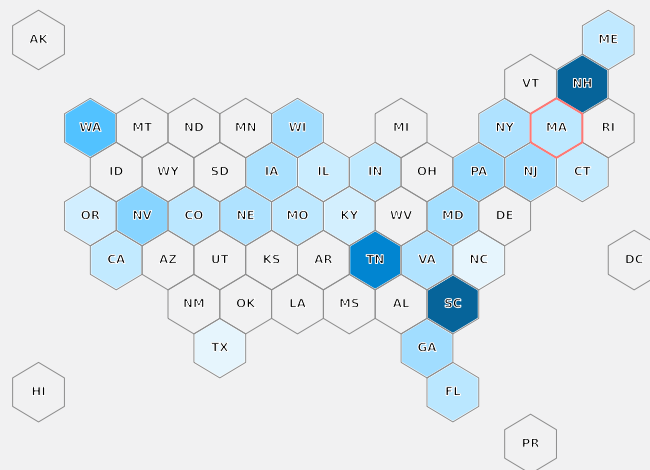 AK
ME
VT
NH
WA
MT
ND
MN
WI
MI
NY
MA
RI
ID
WY
SD
IA
IL
IN
OH
PA
NJ
CT
OR
NV
CO
NE
MO
KY
WV
MD
DE
CA
AZ
UT
KS
AR
TN
VA
NC
DC
NM
OK
LA
MS
AL
SC
TX
GA
HI
FL
PR